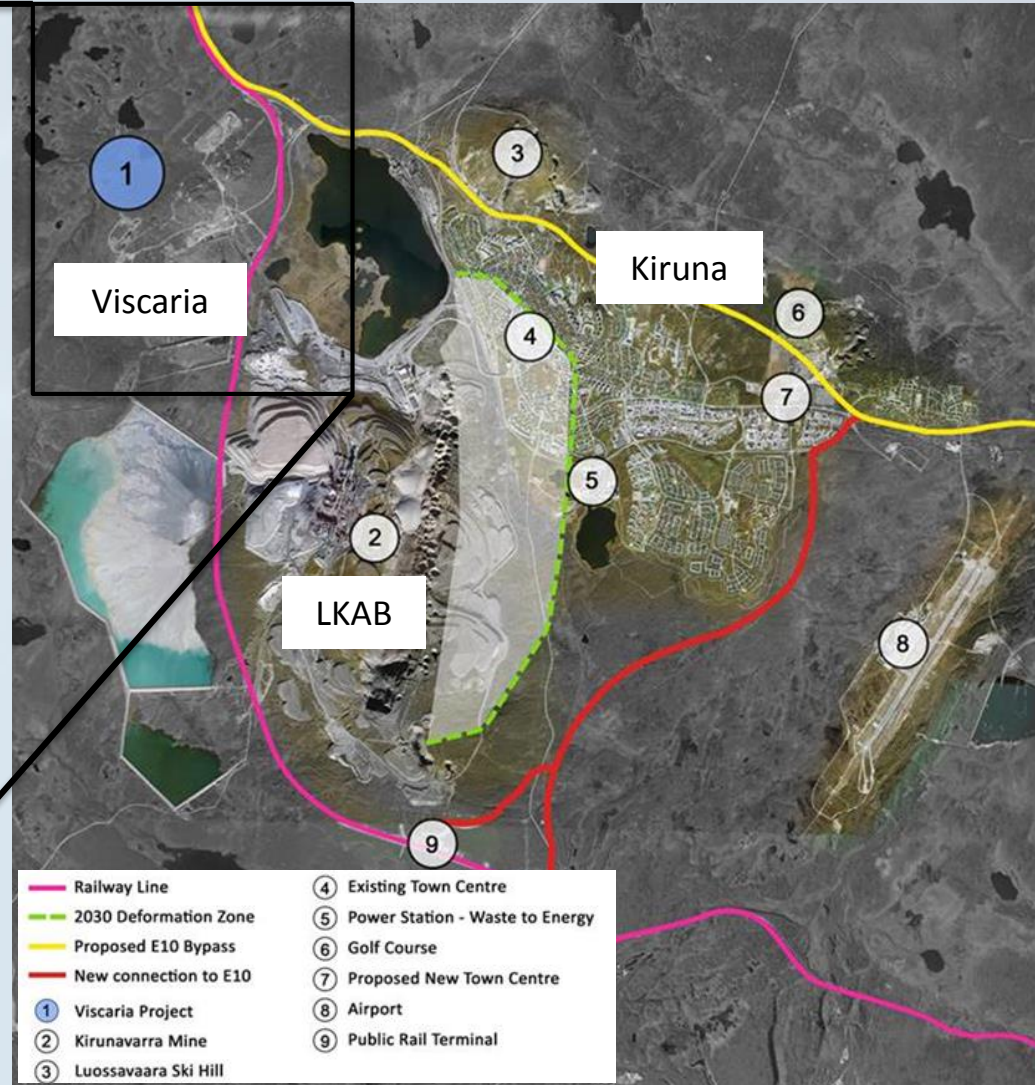 1
3
Viscaria
Kiruna
6
4
7
5
2
LKAB
8
9
Railway Line
2030 Deformation Zone
Proposed E10 Bypass
New connection to E10
1 Viscaria Project
2 Kirunavarra Mine
3 Luossavaara Ski Hill
4 Existing Town Centre
5 Power Station - Waste to Energy
6 Golf Course
7 Proposed New Town Centre
8 Airport
9 Public Rail Terminal